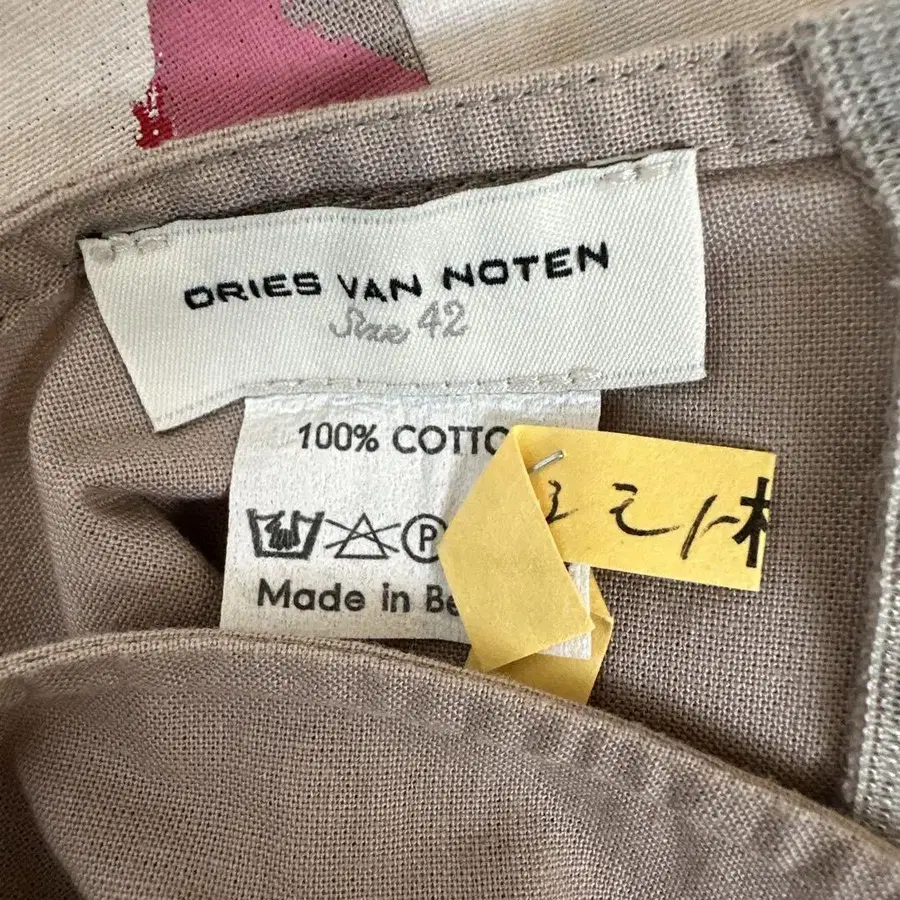 DRIES VAN NOTEN
Size 42
100% COTTO
P
Made in Be